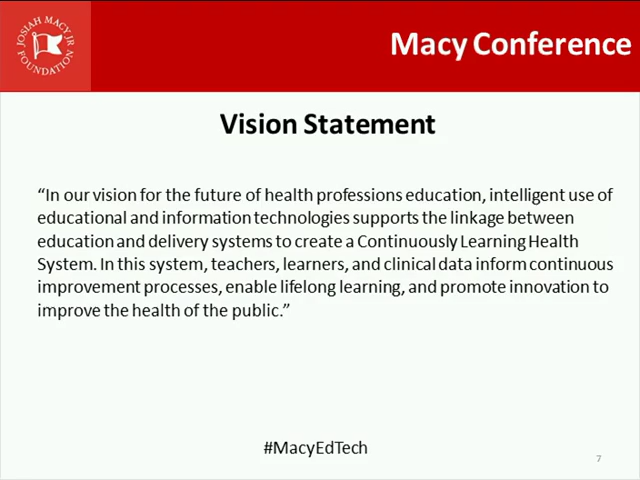 JOSIAH MACY JR
FOUNDATION
Macy Conference
Vision Statement
“In our vision for the future of health professions education, intelligent use of
educational and information technologies supports the linkage between
education and delivery systems to create a Continuously Learning Health
System. In this system, teachers, learners, and clinical data inform continuous
improvement processes, enable lifelong learning, and promote innovation to
improve the health of the public.”
#MacyEdTech
7